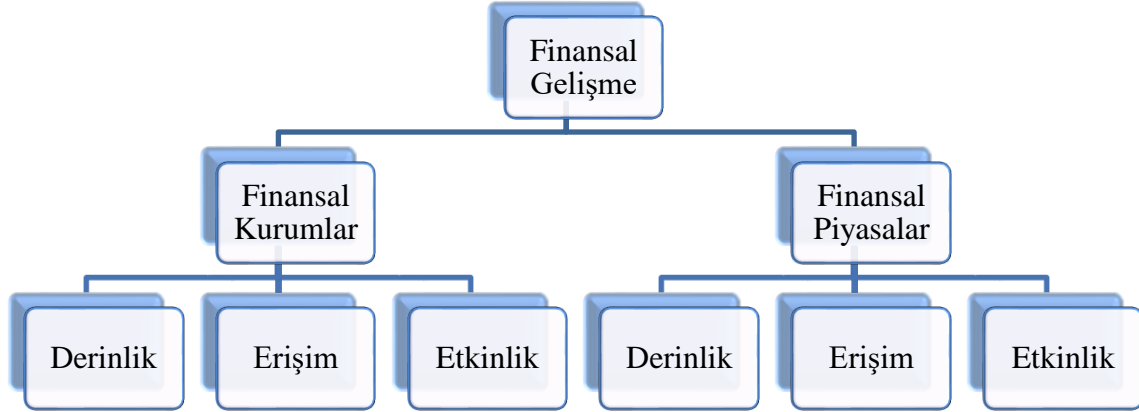 Finansal
Gelişme
Finansal
Kurumlar
Finansal
Piyasalar
Derinlik
Erişim
Etkinlik
Derinlik
Erişim
Etkinlik